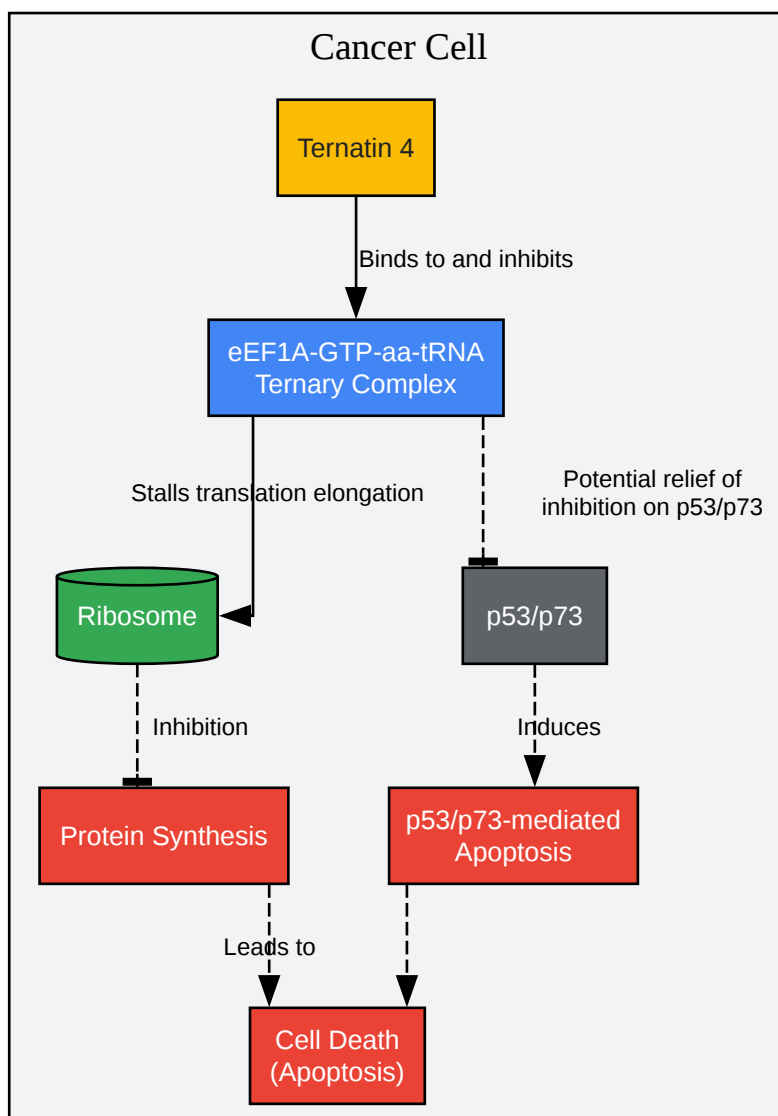 Cancer Cell
Ternatin 4
Binds to and inhibits
eEF1A-GTP-aa-tRNA
Ternary Complex
Stalls translation elongation
Potential relief of
inhibition on p53/p73
Ribosome
p53/p73
Inhibition
Induces
Protein Synthesis
p53/p73-mediated
Apoptosis
Leads to
Cell Death
(Apoptosis)